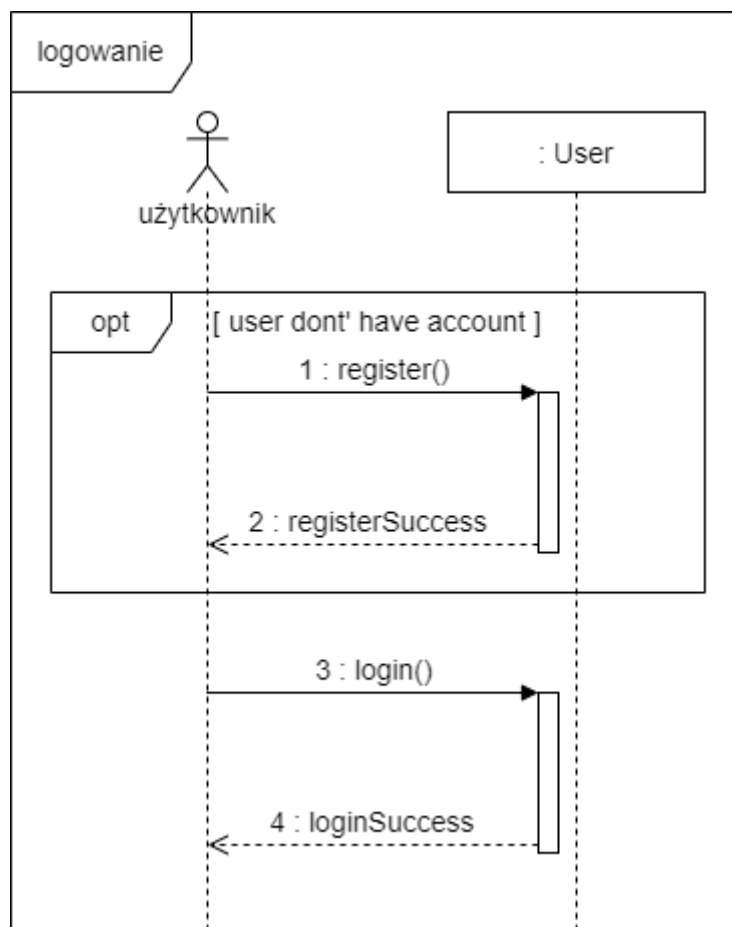 logowanie
: User
użytkownik
opt
[ user dont' have account ]
1 : register()
2 : registerSuccess
3 : login()
4 : loginSuccess